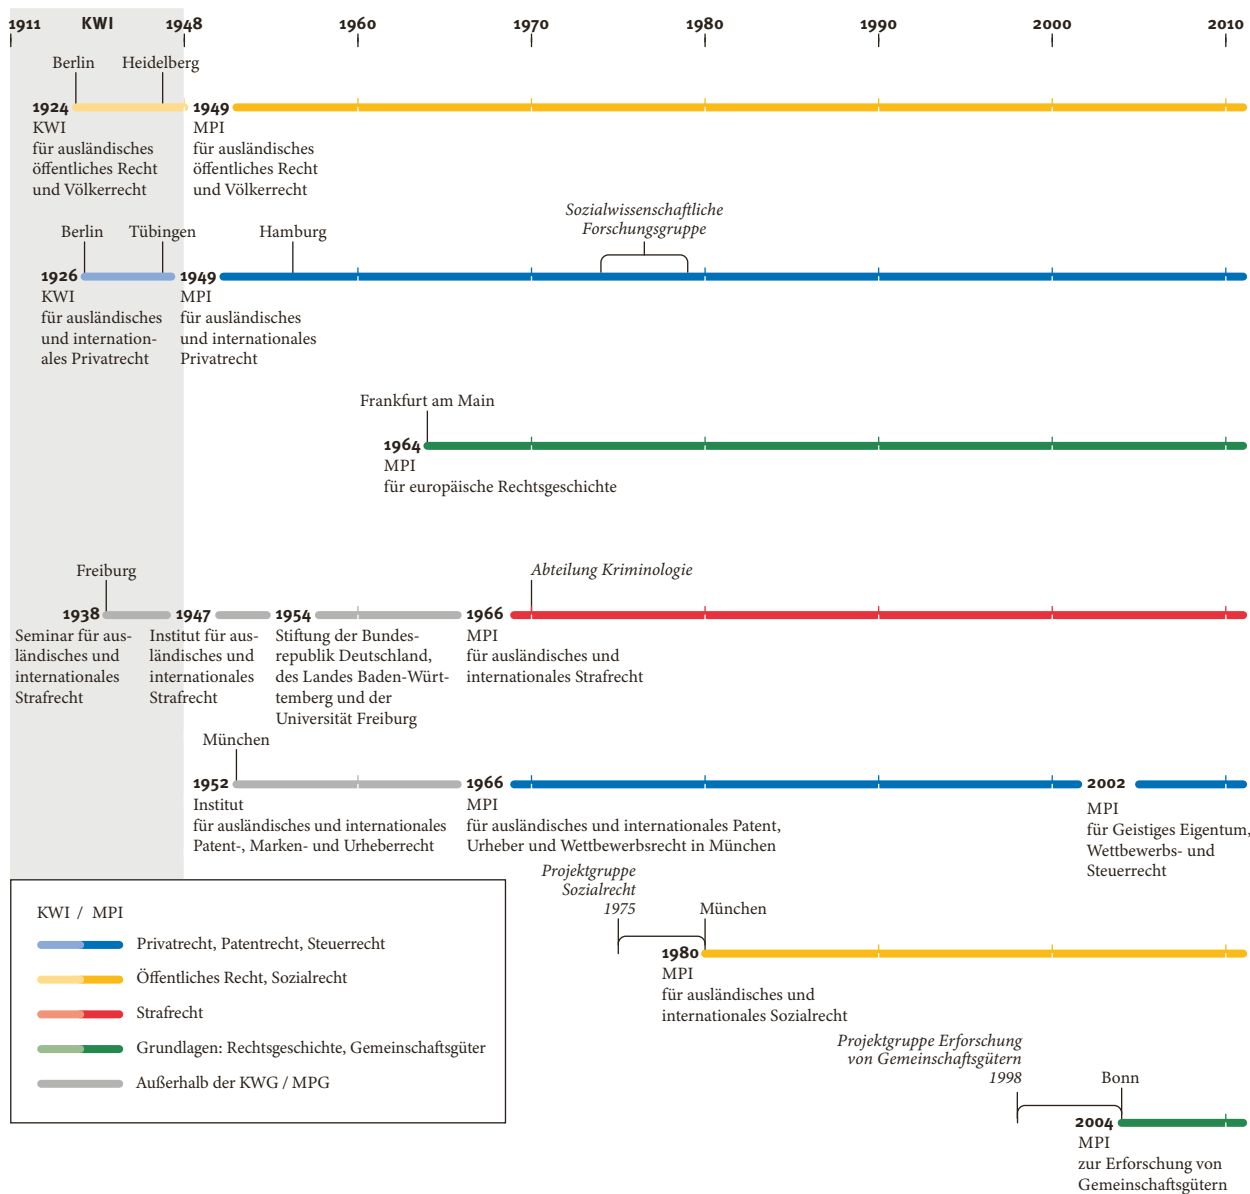 1911 KWI 1948 1960 1970 1980 1990 2000 2010
Berlin Heidelberg
1924
KWI
für ausländisches
öffentliches Recht
und Völkerrecht
1949
MPI
für ausländisches
öffentliches Recht
und Völkerrecht
Sozialwissenschaftliche
Forschungsgruppe
Berlin Tübingen Hamburg
1926
KWI
für ausländisches
und internation-
ales Privatrecht
1949
MPI
für ausländisches
und internationales
Privatrecht
Frankfurt am Main
1964
MPI
für europäische Rechtsgeschichte
Freiburg
Abteilung Kriminologie
1938
Seminar für aus-
ländisches und
internationales
Strafrecht
1947
Institut für aus-
ländisches und
internationales
Strafrecht
1954
Stiftung der Bundes-
republik Deutschland,
des Landes Baden-Würt-
temberg und der
Universität Freiburg
1966
MPI
für ausländisches und
internationales Strafrecht
München
1952
Institut
für ausländisches und internationales
Patent-, Marken- und Urheberrecht
1966
MPI
für ausländisches und internationales Patent,
Urheber und Wettbewerbsrecht in München
2002
MPI
für Geistiges Eigentum,
Wettbewerbs- und
Steuerrecht
Projektgruppe
Sozialrecht
1975
München
1980
MPI
für ausländisches und
internationales Sozialrecht
Projektgruppe Erforschung
von Gemeinschaftsgütern
1998
Bonn
2004
MPI
zur Erforschung von
Gemeinschaftsgütern
KWI / MPI
Privatrecht, Patentrecht, Steuerrecht
Öffentliches Recht, Sozialrecht
Strafrecht
Grundlagen: Rechtsgeschichte, Gemeinschaftsgüter
Außerhalb der KWG / MPG